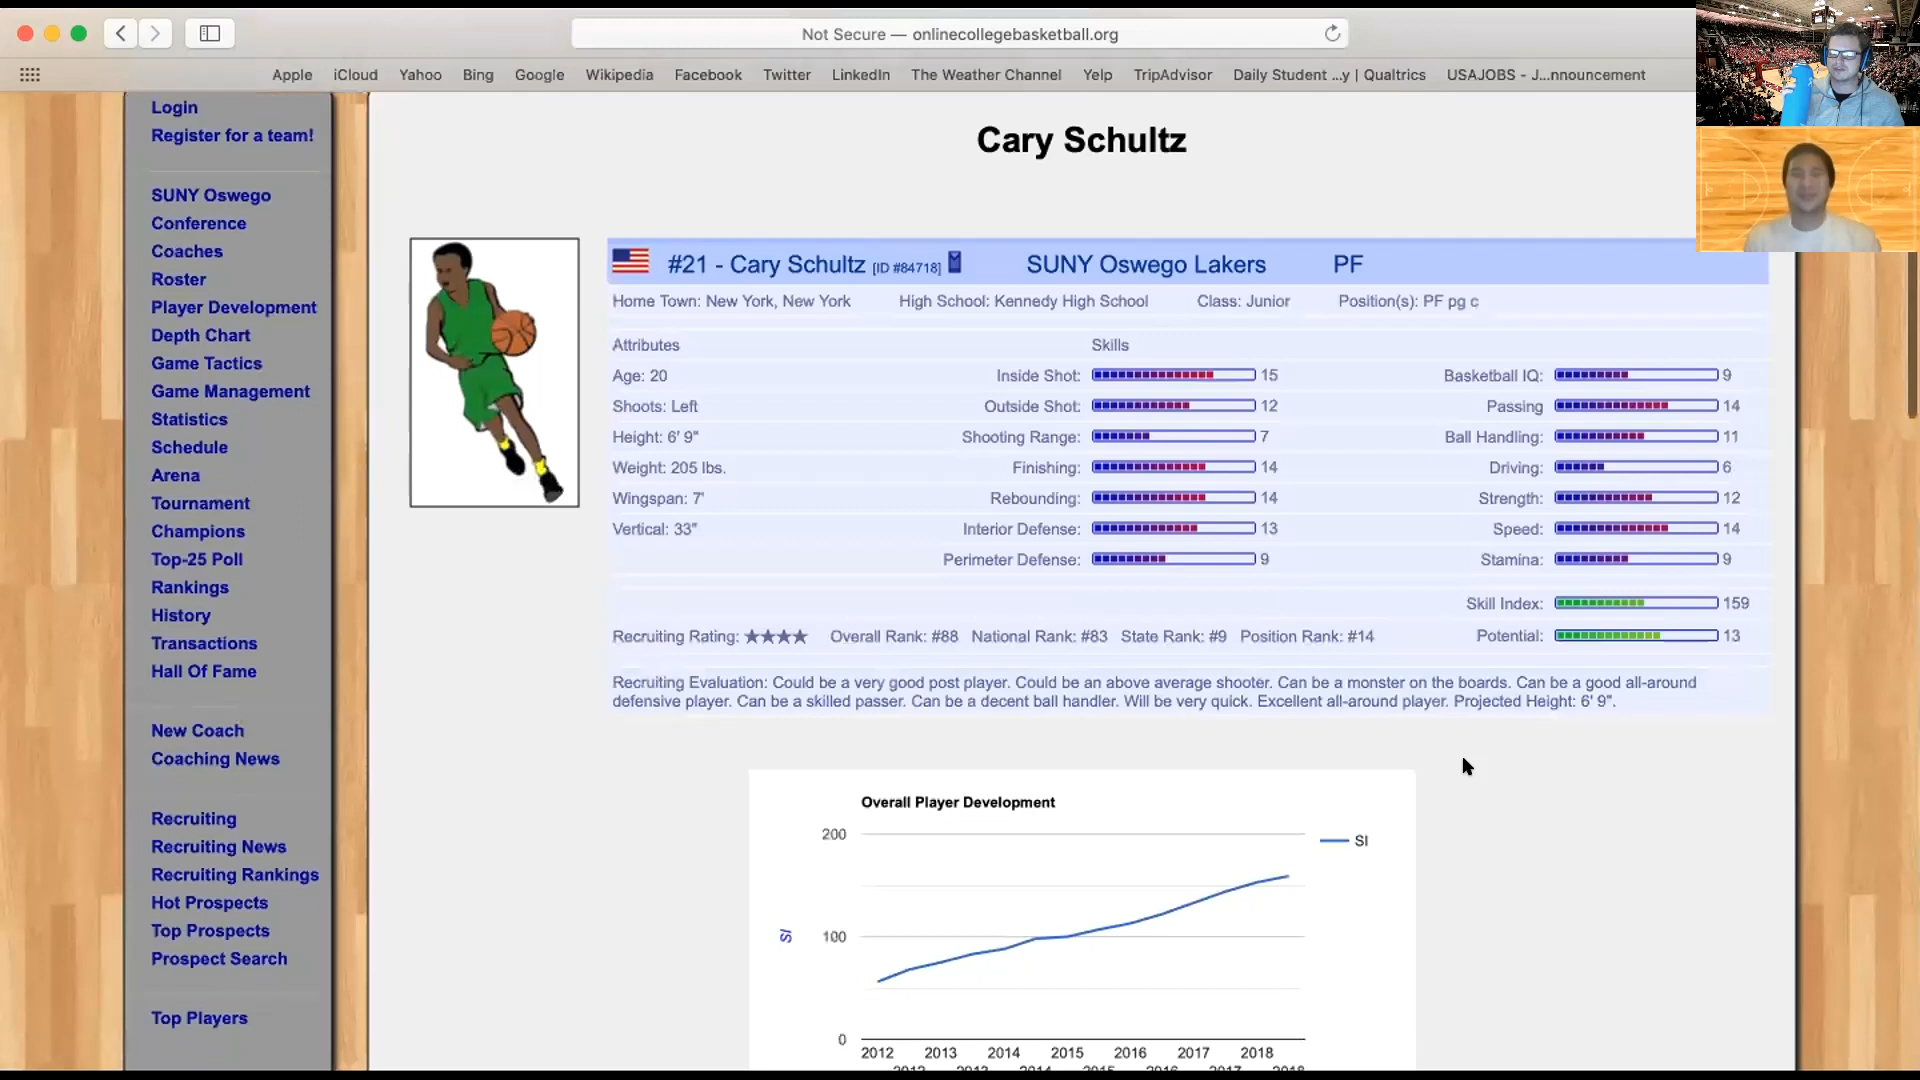 Not Secure — onlinecollegebasketball.org
Apple iCloud Yahoo Bing Google Wikipedia Facebook Twitter LinkedIn The Weather Channel Yelp TripAdvisor Daily Student ...y | Qualtrics USAJOBS - J...nnouncement
Login
Register for a team!
SUNY Oswego
Conference
Coaches
Roster
Player Development
Depth Chart
Game Tactics
Game Management
Statistics
Schedule
Arena
Tournament
Champions
Top-25 Poll
Rankings
History
Transactions
Hall Of Fame
New Coach
Coaching News
Recruiting
Recruiting News
Recruiting Rankings
Hot Prospects
Top Prospects
Prospect Search
Top Players
Cary Schultz
#21 - Cary Schultz [ID #84718] SUNY Oswego Lakers PF
Home Town: New York, New York High School: Kennedy High School Class: Junior Position(s): PF pg c
Attributes Skills
Age: 20 Inside Shot: 15 Basketball IQ: 9
Shoots: Left Outside Shot: 12 Passing 14
Height: 6' 9" Shooting Range: 7 Ball Handling: 11
Weight: 205 lbs. Finishing: 14 Driving: 6
Wingspan: 7' Rebounding: 14 Strength: 12
Vertical: 33" Interior Defense: 13 Speed: 14
Perimeter Defense: 9 Stamina: 9
Skill Index: 159
Recruiting Rating: ★★★★ Overall Rank: #88 National Rank: #83 State Rank: #9 Position Rank: #14 Potential: 13
Recruiting Evaluation: Could be a very good post player. Could be an above average shooter. Can be a monster on the boards. Can be a good all-around
defensive player. Can be a skilled passer. Can be a decent ball handler. Will be very quick. Excellent all-around player. Projected Height: 6' 9".
Overall Player Development
200
SI
SI
100
0
2012 2013 2014 2015 2016 2017 2018
2012 2013 2014 2015 2016 2017 2018